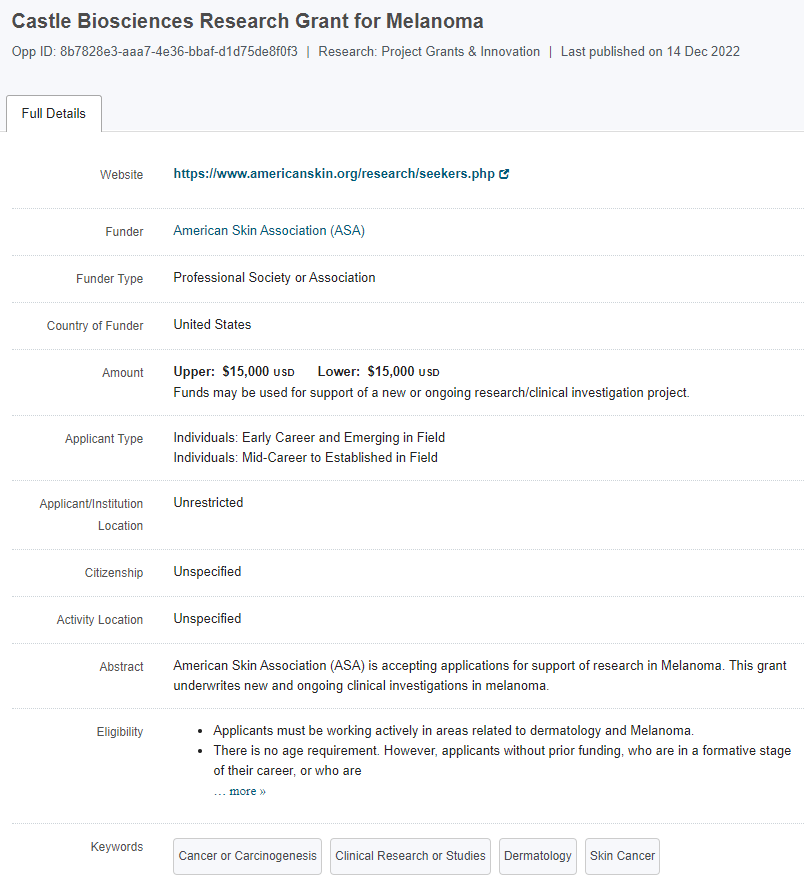 Castle Biosciences Research Grant for Melanoma
Opp ID: 8b7828e3-aaa7-4e36-bbaf-d1d75de8f0f3 | Research: Project Grants & Innovation | Last published on 14 Dec 2022
Full Details
Website https://www.americanskin.org/research/seekers.php
Funder American Skin Association (ASA)
Funder Type Professional Society or Association
Country of Funder United States
Amount Upper: $15,000 USD Lower: $15,000 USD
Funds may be used for support of a new or ongoing research/clinical investigation project.
Applicant Type Individuals: Early Career and Emerging in Field
Individuals: Mid-Career to Established in Field
Applicant/Institution Unrestricted
Location
Citizenship Unspecified
Activity Location Unspecified
Abstract American Skin Association (ASA) is accepting applications for support of research in Melanoma. This grant
underwrites new and ongoing clinical investigations in melanoma.
Eligibility • Applicants must be working actively in areas related to dermatology and Melanoma.
• There is no age requirement. However, applicants without prior funding, who are in a formative stage
of their career, or who are
… more »
Keywords Cancer or Carcinogenesis Clinical Research or Studies Dermatology Skin Cancer